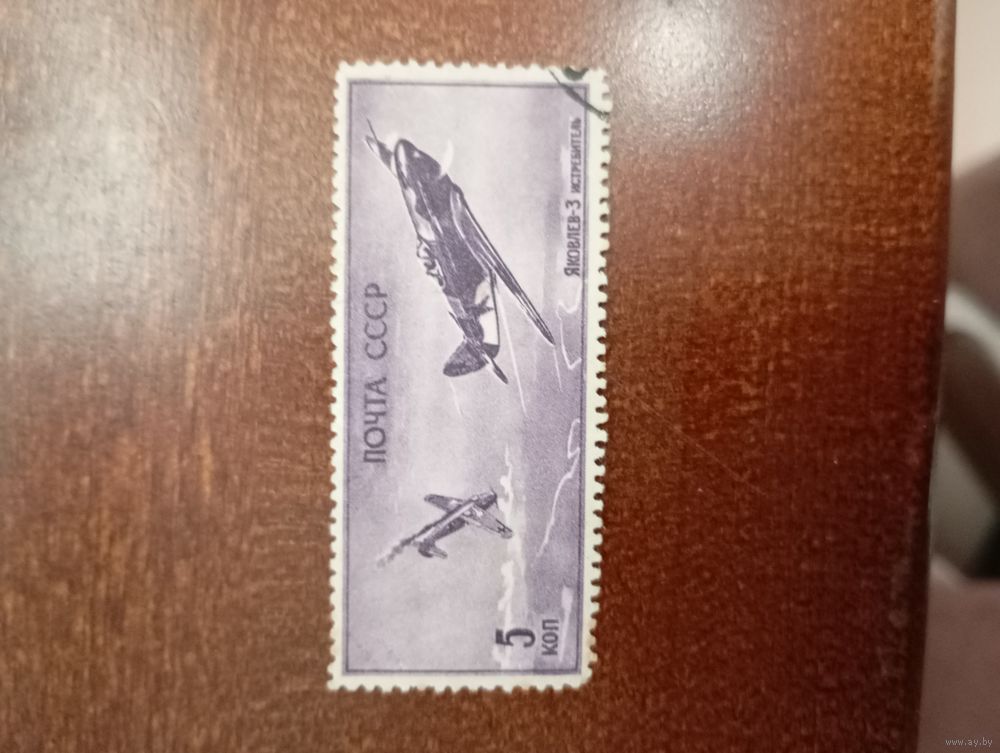 ПОЧТА СССР
ЯКОВЛЕВ-3 ИСТРЕБИТЕЛЬ
5
КОП
www.ay.by